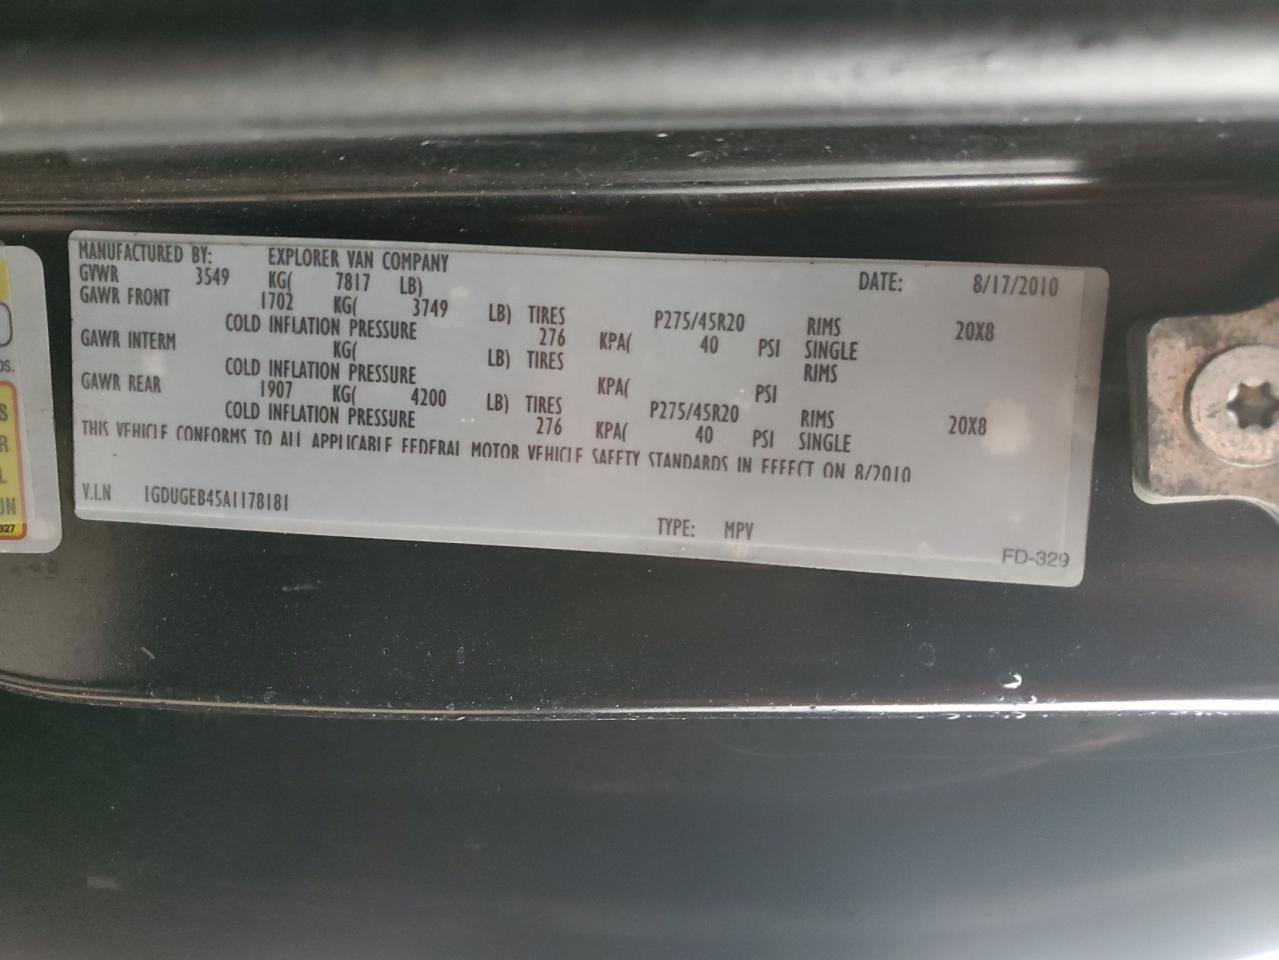 MANUFACTURED BY: EXPLORER VAN COMPANY DATE: 8/17/2010
GVWR 3549 KG( 7817 LB)
GAWR FRONT 1702 KG( 3749 LB) TIRES P275/45R20 RIMS 20X8
COLD INFLATION PRESSURE 276 KPA( 40 PSI SINGLE
GAWR INTERM KG( LB) TIRES RIMS
COLD INFLATION PRESSURE KPA( PSI
GAWR REAR 1907 KG( 4200 LB) TIRES P275/45R20 RIMS 20X8
COLD INFLATION PRESSURE 276 KPA( 40 PSI SINGLE
THIS VEHICLE CONFORMS TO ALL APPLICABLE FEDERAL MOTOR VEHICLE SAFETY STANDARDS IN EFFECT ON 8/2010
V.I.N 1GDUGEB45A1178181
TYPE: MPV
FD-329
327